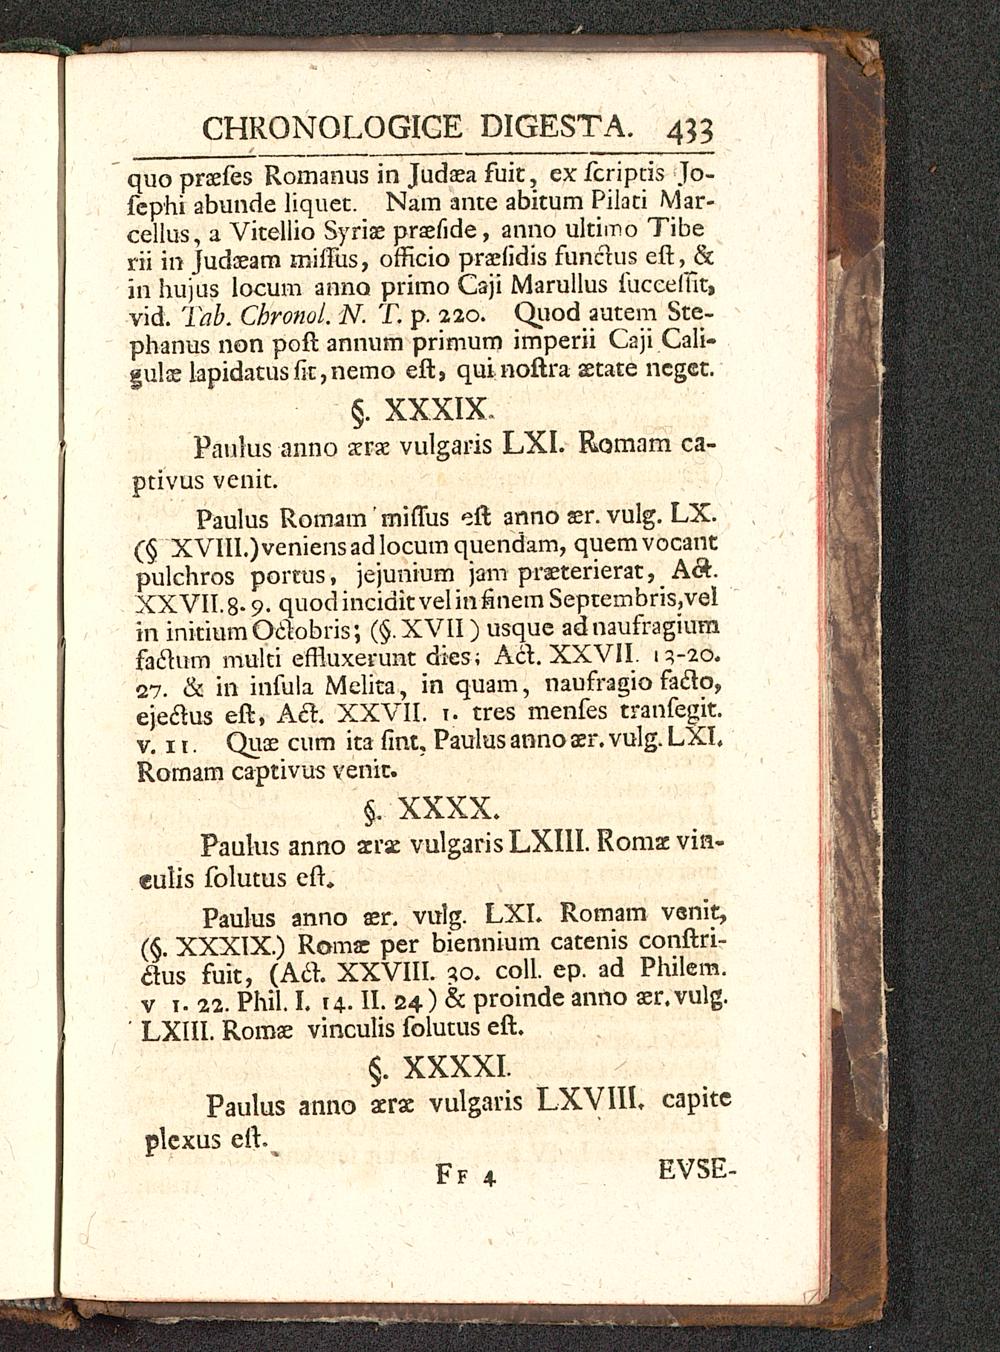 CHRONOLOGICE DIGESTA. 433
quo præſes Romanus in Judæa fuit, ex ſcriptis Jo-
ſephi abunde liquet. Nam ante abitum Pilati Mar-
cellus, a Vitellio Syriæ præſide, anno ultimo Tibe
rii in Judæam miſſus, officio præſidis functus eſt, &
in hujus locum anno primo Caji Marullus ſucceſſit,
vid. Tab. Chronol. N. T. p. 220. Quod autem Ste-
phanus non poſt annum primum imperii Caji Cali-
gulæ lapidatus ſit, nemo eſt, qui noſtra ætate neget.
§. XXXIX.
Paulus anno æræ vulgaris LXI. Romam ca-
ptivus venit.
Paulus Romam miſſus eſt anno ær. vulg. LX.
(§ XVIII.) veniens ad locum quendam, quem vocant
pulchros portus, jejunium jam præterierat, Act.
XXVII. 8. 9. quod incidit vel in finem Septembris, vel
in initium Octobris; (§. XVII) usque ad naufragium
factum multi effluxerunt dies; Act. XXVII. 13-20.
27. & in inſula Melita, in quam, naufragio facto,
ejectus eſt, Act. XXVII. 1. tres menſes transegit.
v. 11. Quæ cum ita ſint, Paulus anno ær. vulg. LXI.
Romam captivus venit.
§. XXXX.
Paulus anno æræ vulgaris LXIII. Romæ vin-
culis ſolutus eſt.
Paulus anno ær. vulg. LXI. Romam venit,
(§. XXXIX.) Romæ per biennium catenis conſtri-
ctus fuit, (Act. XXVIII. 30. coll. ep. ad Philem.
v 1. 22. Phil. I. 14. II. 24) & proinde anno ær. vulg.
LXIII. Romæ vinculis ſolutus eſt.
§. XXXXI.
Paulus anno æræ vulgaris LXVIII. capite
plexus eſt.
Ff 4 EVSE-